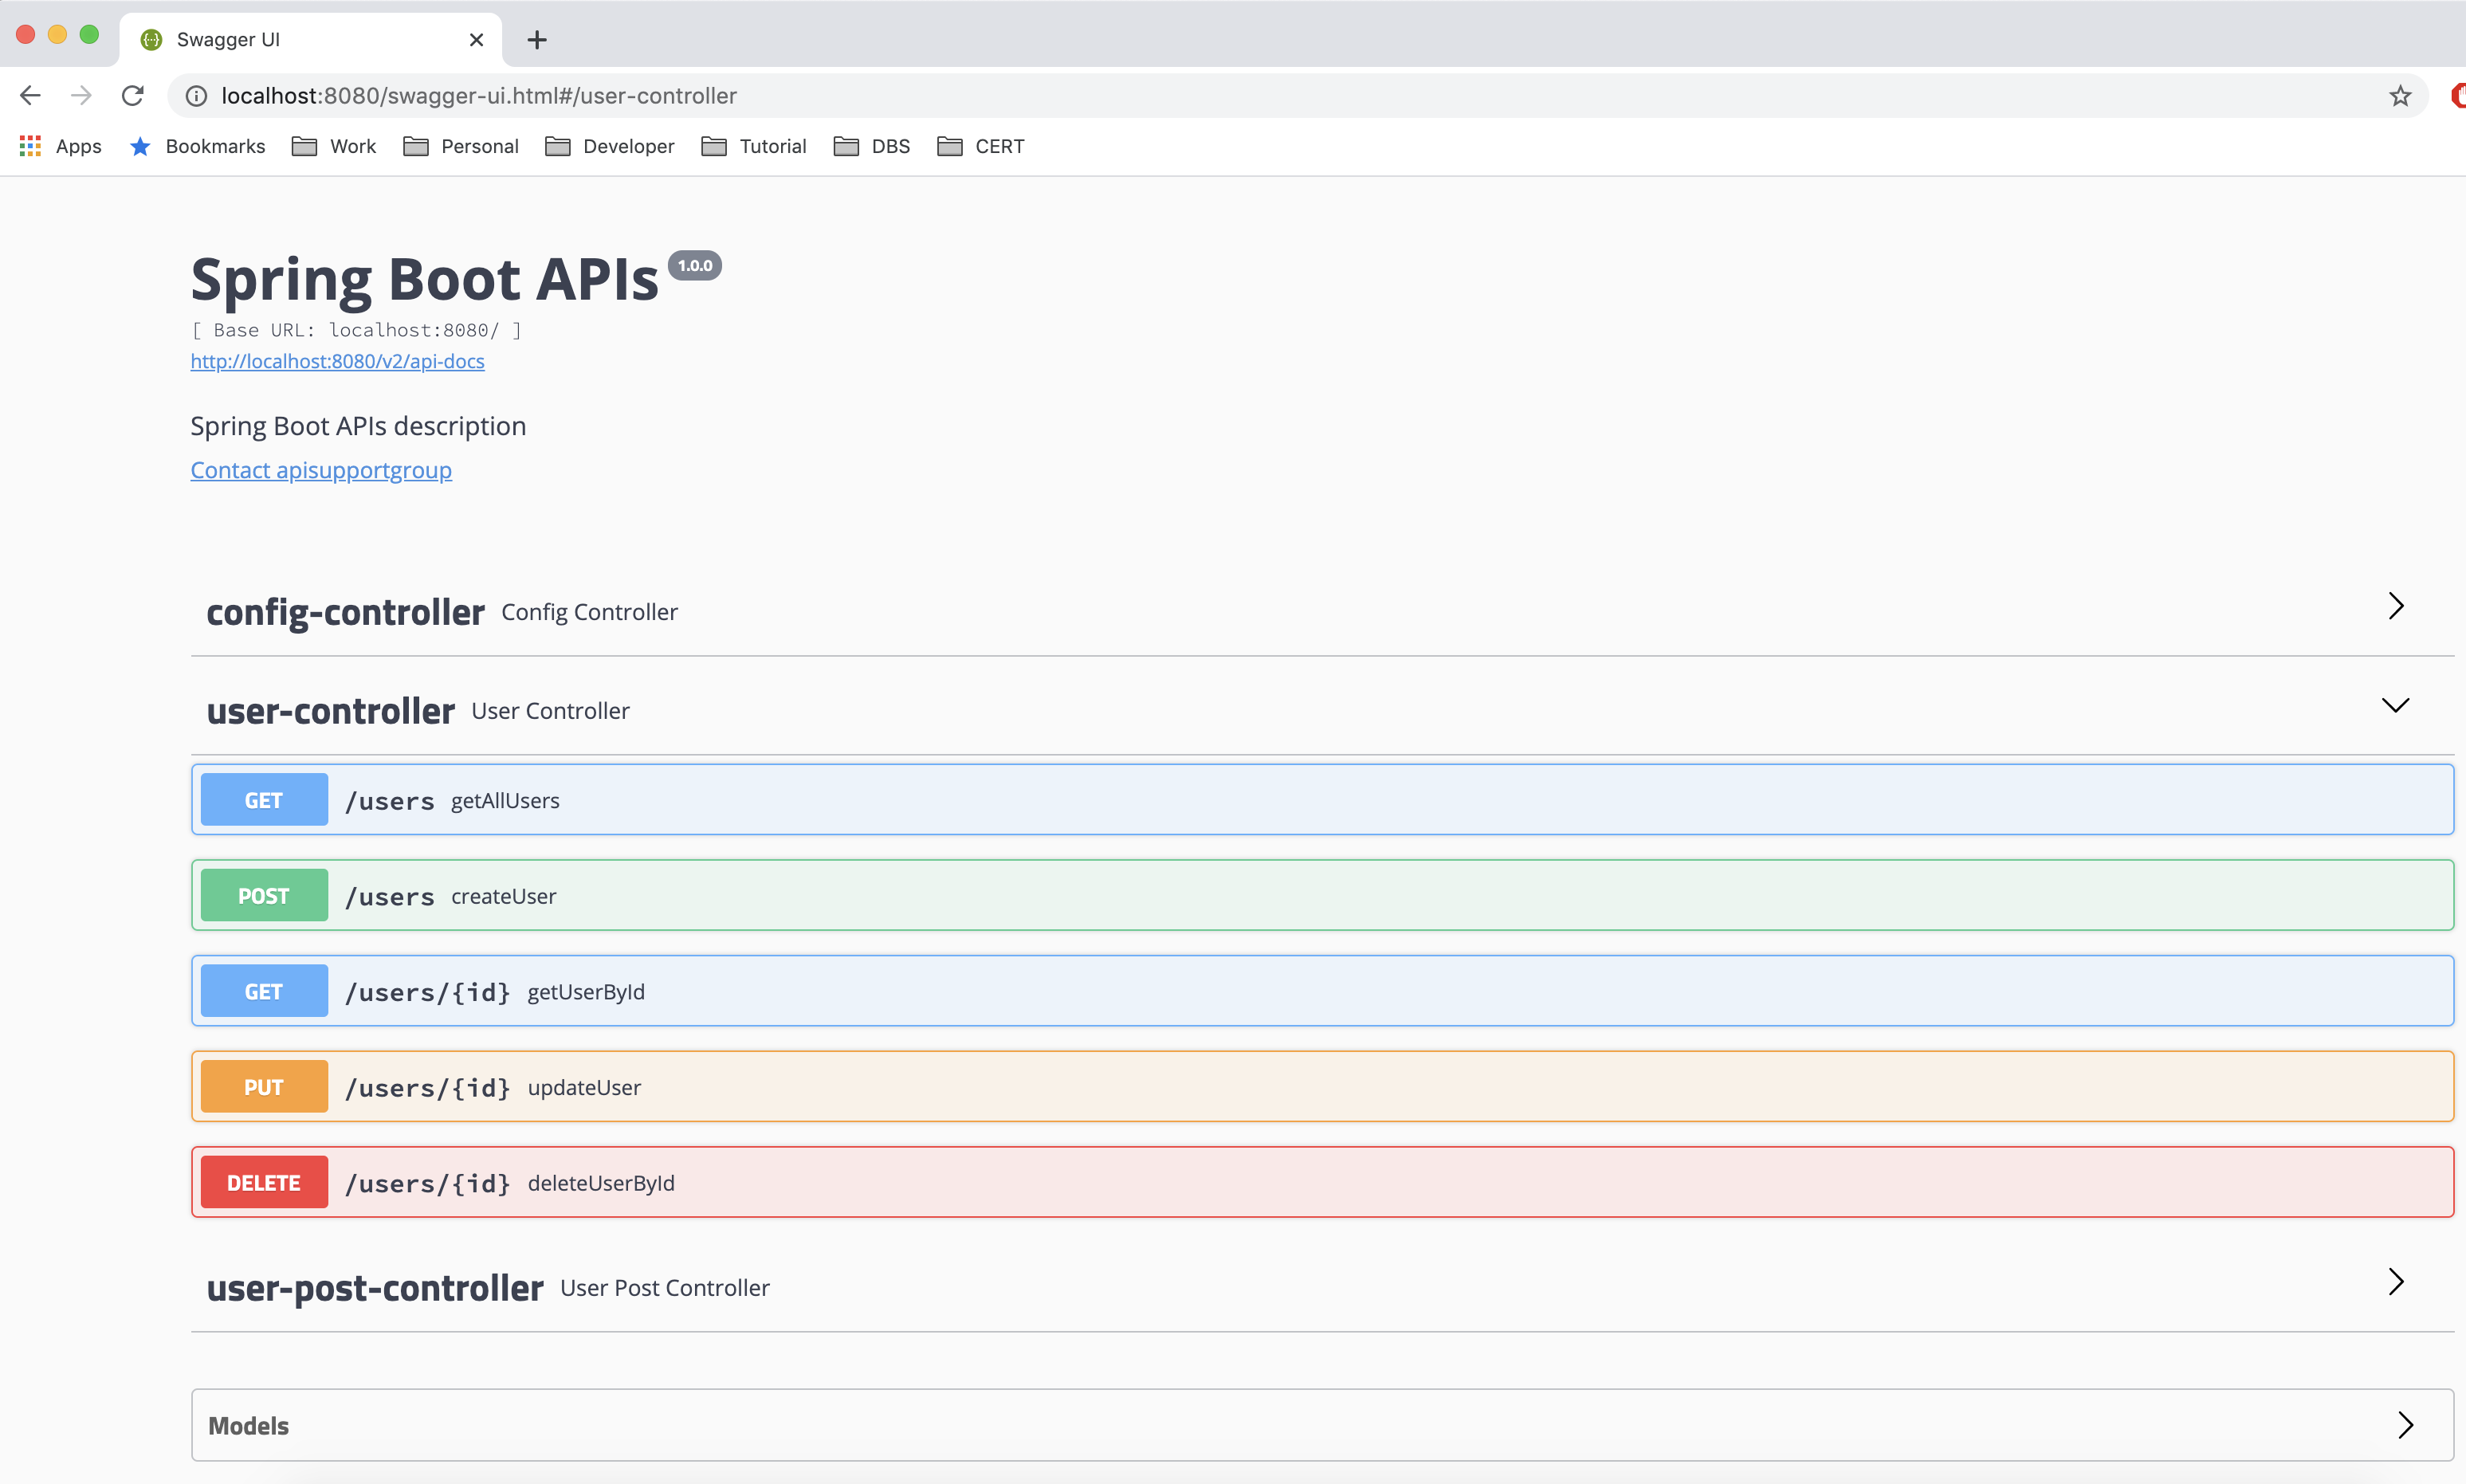 Swagger UI
localhost:8080/swagger-ui.html#/user-controller
Apps Bookmarks Work Personal Developer Tutorial DBS CERT
Spring Boot APIs 1.0.0
[ Base URL: localhost:8080/ ]
http://localhost:8080/v2/api-docs
Spring Boot APIs description
Contact apisupportgroup
config-controller Config Controller
user-controller User Controller
GET /users getAllUsers
POST /users createUser
GET /users/{id} getUserById
PUT /users/{id} updateUser
DELETE /users/{id} deleteUserById
user-post-controller User Post Controller
Models